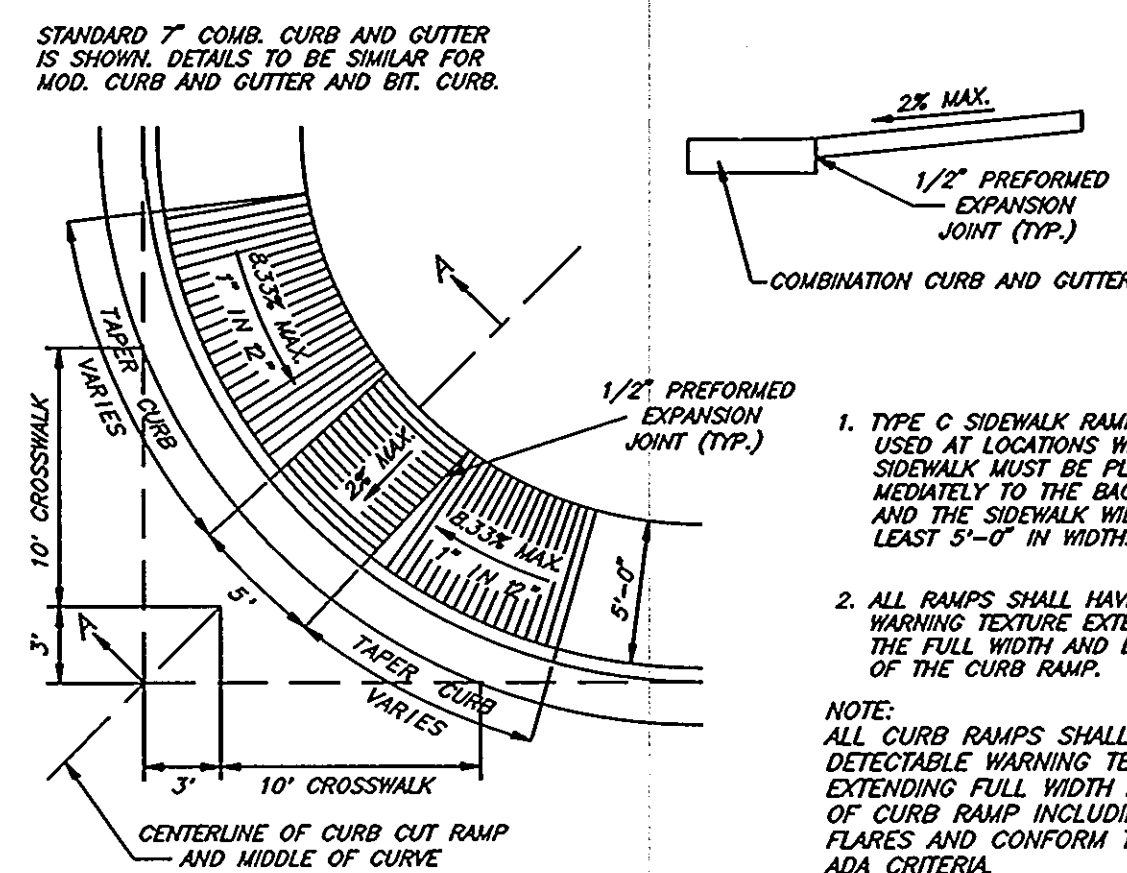 STANDARD 7" COMB. CURB AND GUTTER
IS SHOWN. DETAILS TO BE SIMILAR FOR
MOD. CURB AND GUTTER AND BIT. CURB.
2% MAX.
1/2" PREFORMED
EXPANSION
JOINT (TYP.)
COMBINATION CURB AND GUTTER
A
8.33% MAX.
1" IN 12"
TAPER CURB
VARIES
10' CROSSWALK
3'
A
5'
2% MAX.
1/2" PREFORMED
EXPANSION
JOINT (TYP.)
8.33% MAX.
1" IN 12"
5'-0"
TAPER CURB
VARIES
3'
10' CROSSWALK
CENTERLINE OF CURB CUT RAMP
AND MIDDLE OF CURVE
1. TYPE C SIDEWALK RAM
USED AT LOCATIONS W
SIDEWALK MUST BE PL
MEDIATELY TO THE BAC
AND THE SIDEWALK WI
LEAST 5'-0" IN WIDTH.
2. ALL RAMPS SHALL HAV
WARNING TEXTURE EXT
THE FULL WIDTH AND
OF THE CURB RAMP.
NOTE:
ALL CURB RAMPS SHALL
DETECTABLE WARNING TE
EXTENDING FULL WIDTH
OF CURB RAMP INCLUDI
FLARES AND CONFORM T
ADA CRITERIA.